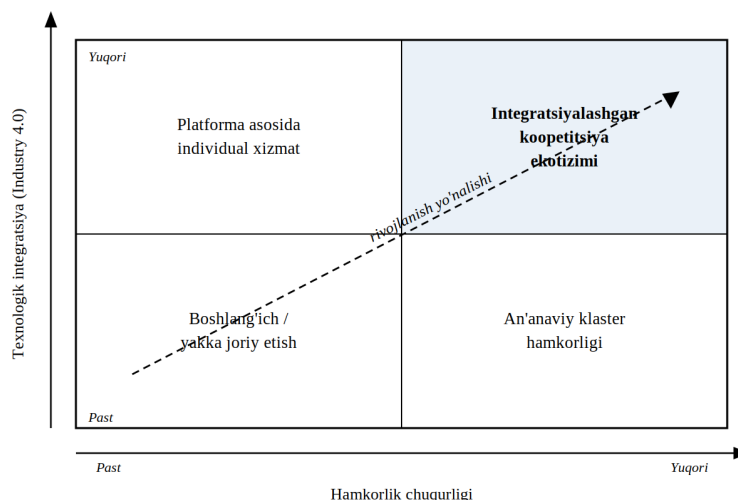 Yuqori
Platforma asosida
individual xizmat
Integratsiyalashgan
koopetitsiya
ekotizimi
Texnologik integratsiya (Industry 4.0)
rivojlanish yo'nalishi
Boshlang'ich /
yakka joriy etish
An'anaviy klaster
hamkorligi
Past
Past
Yuqori
Hamkorlik chuqurligi